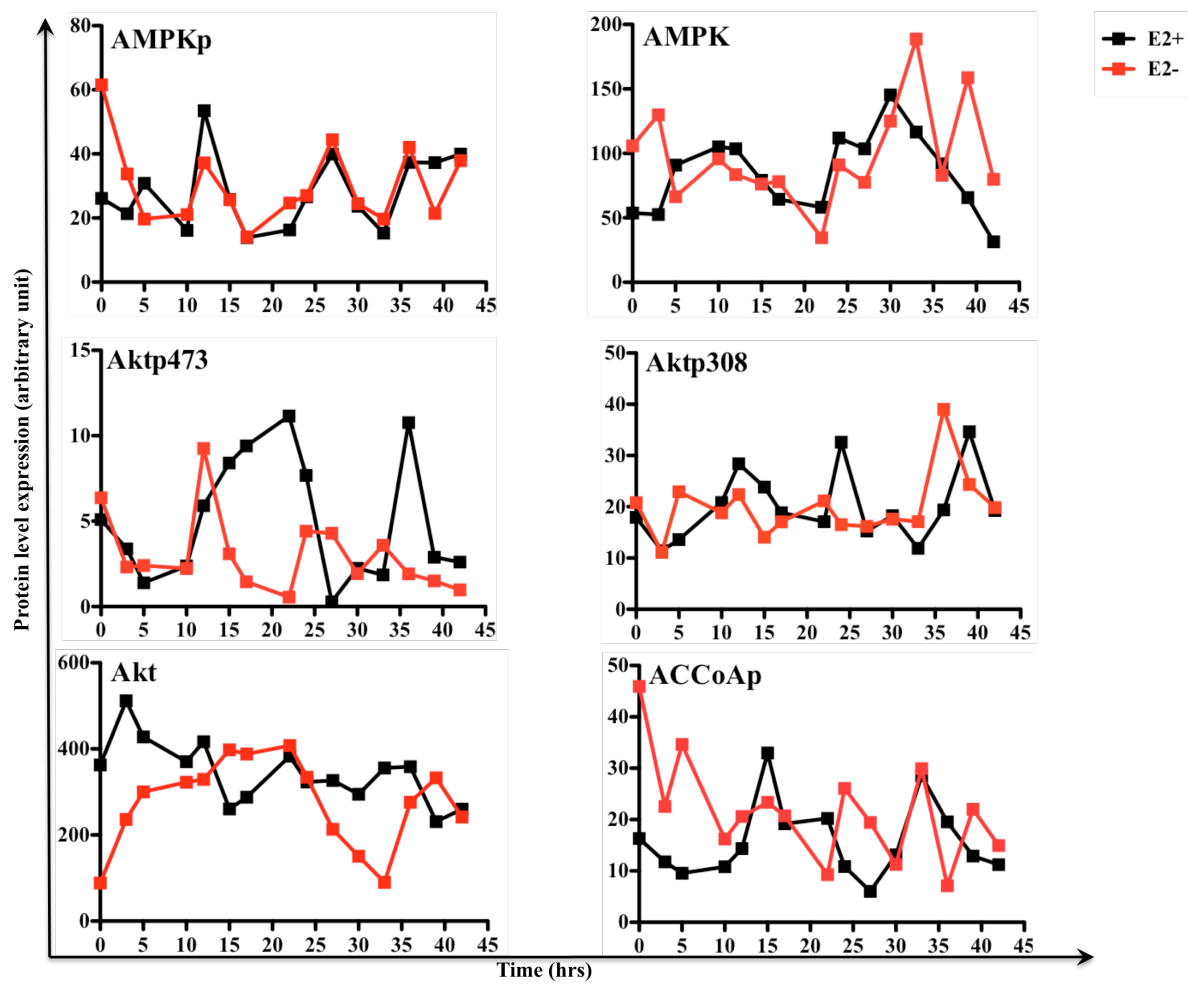 AMPKp
80
60
40
20
0
0 5 10 15 20 25 30 35 40 45
AMPK
200
150
100
50
0
0 5 10 15 20 25 30 35 40 45
E2+
E2-
Protein level expression (arbitrary unit)
Aktp473
15
10
5
0
0 5 10 15 20 25 30 35 40 45
Aktp308
50
40
30
20
10
0
0 5 10 15 20 25 30 35 40 45
Akt
600
400
200
0
0 5 10 15 20 25 30 35 40 45
ACCoAp
50
40
30
20
10
0
0 5 10 15 20 25 30 35 40 45
Time (hrs)